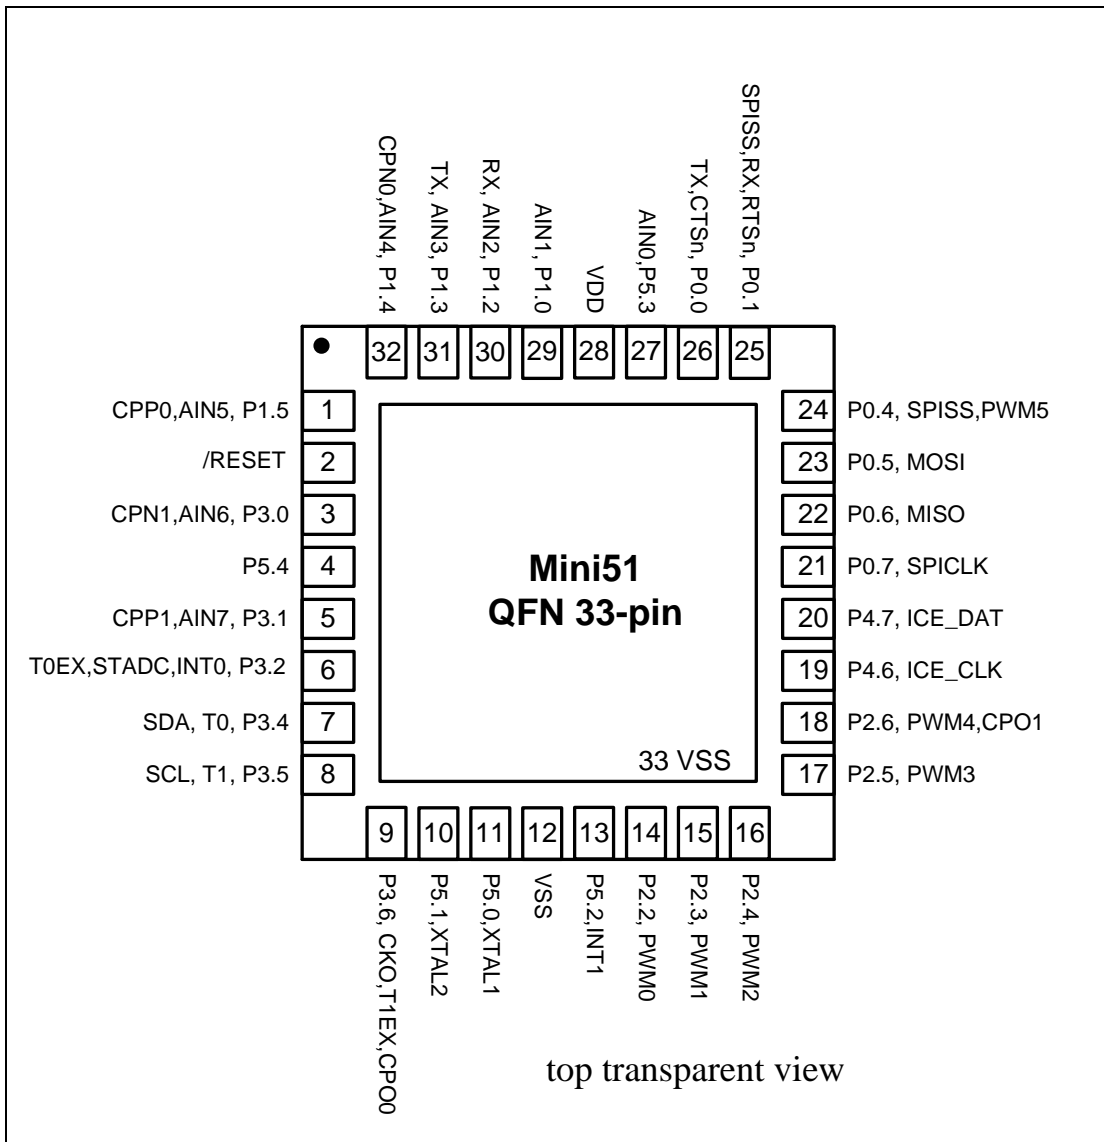 SPISS,RX,RTSn, P0.1
TX,CTSn, P0.0
AIN0,P5.3
VDD
AIN1, P1.0
RX, AIN2, P1.2
TX, AIN3, P1.3
CPN0,AIN4, P1.4
32 31 30 29 28 27 26 25
CPP0,AIN5, P1.5 1
/RESET 2
CPN1,AIN6, P3.0 3
P5.4 4
CPP1,AIN7, P3.1 5
T0EX,STADC,INT0, P3.2 6
SDA, T0, P3.4 7
SCL, T1, P3.5 8
Mini51
QFN 33-pin
33 VSS
24 P0.4, SPISS,PWM5
23 P0.5, MOSI
22 P0.6, MISO
21 P0.7, SPICLK
20 P4.7, ICE_DAT
19 P4.6, ICE_CLK
18 P2.6, PWM4,CPO1
17 P2.5, PWM3
9 10 11 12 13 14 15 16
P3.6, CKO,T1EX,CPO0
P5.1,XTAL2
P5.0,XTAL1
VSS
P5.2,INT1
P2.2, PWM0
P2.3, PWM1
P2.4, PWM2
top transparent view